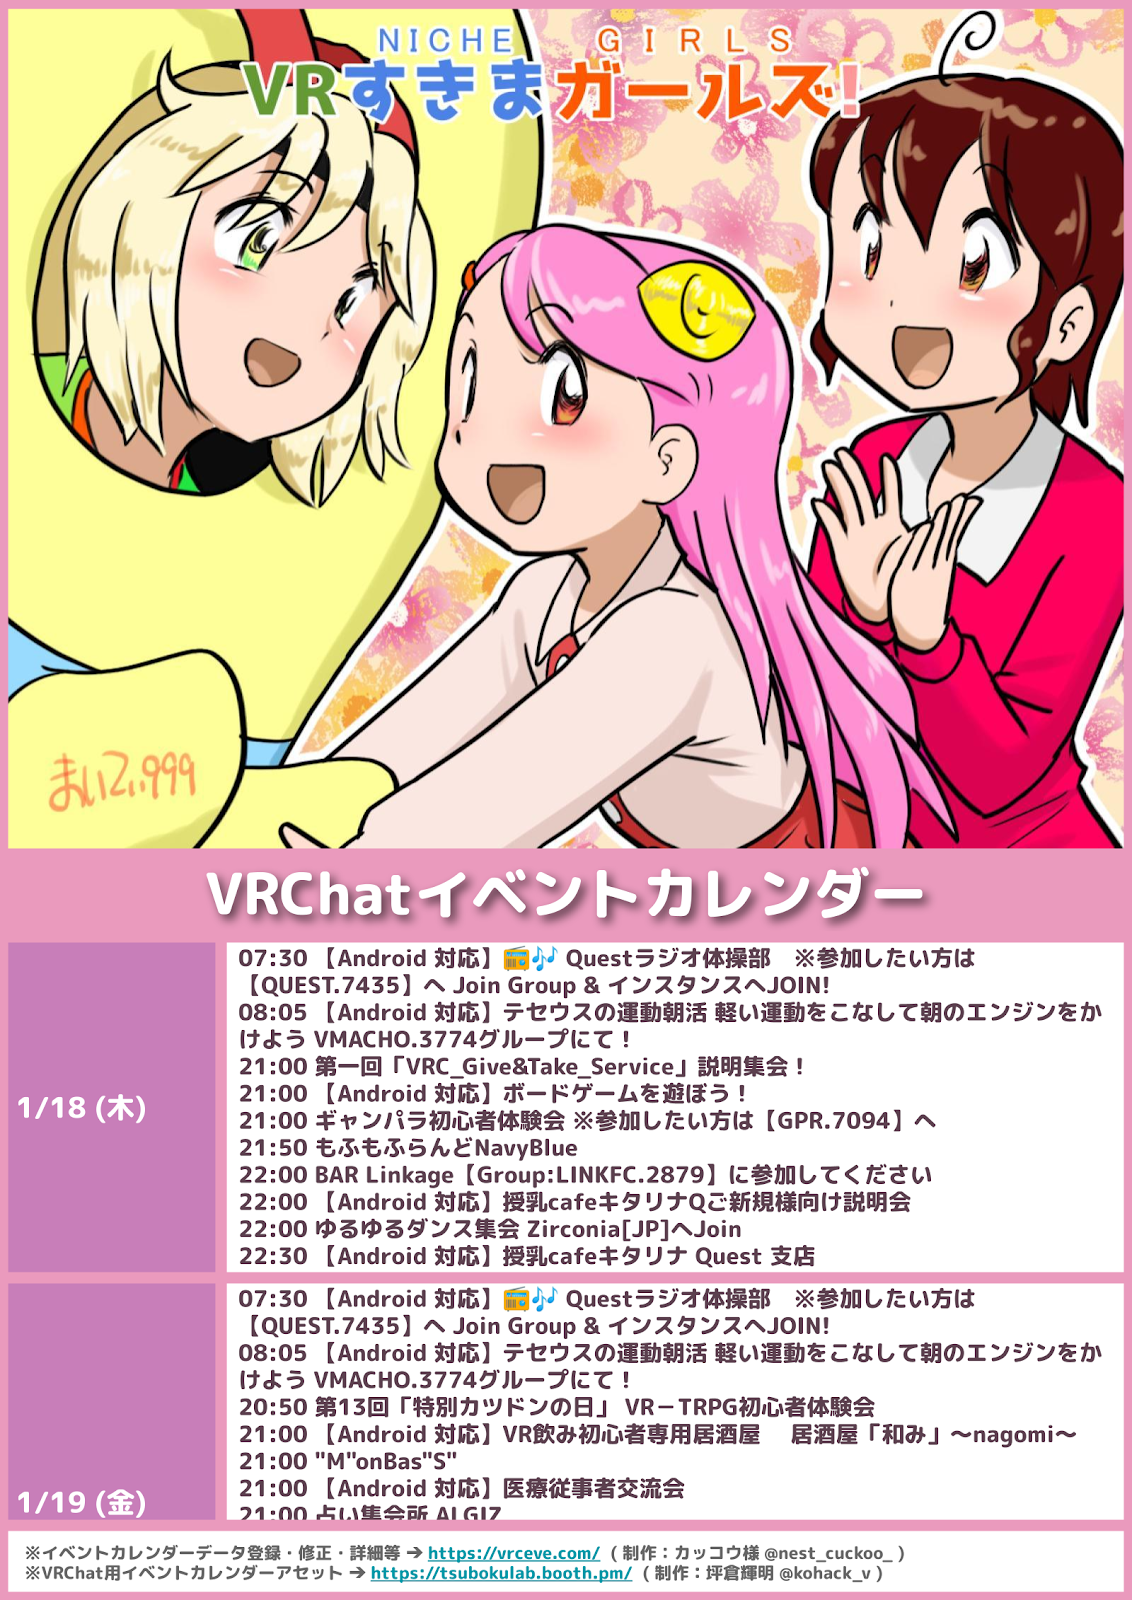 NICHE GIRLS
VRすきまガールズ!
まいてぃ999
VRChatイベントカレンダー
1/18 (木)
07:30 【Android 対応】📻🎶 Questラジオ体操部　※参加したい方は
【QUEST.7435】へ Join Group & インスタンスへJOIN!
08:05 【Android 対応】テセウスの運動朝活 軽い運動をこなして朝のエンジンをか
けよう VMACHO.3774グループにて！
21:00 第一回「VRC_Give&Take_Service」説明集会！
21:00 【Android 対応】ボードゲームを遊ぼう！
21:00 ギャンパラ初心者体験会 ※参加したい方は【GPR.7094】へ
21:50 もふもふらんどNavyBlue
22:00 BAR Linkage【Group:LINKFC.2879】に参加してください
22:00 【Android 対応】授乳cafeキタリナQご新規様向け説明会
22:00 ゆるゆるダンス集会 Zirconia[JP]へJoin
22:30 【Android 対応】授乳cafeキタリナ Quest 支店
1/19 (金)
07:30 【Android 対応】📻🎶 Questラジオ体操部　※参加したい方は
【QUEST.7435】へ Join Group & インスタンスへJOIN!
08:05 【Android 対応】テセウスの運動朝活 軽い運動をこなして朝のエンジンをか
けよう VMACHO.3774グループにて！
20:50 第13回「特別カツドンの日」 VR－TRPG初心者体験会
21:00 【Android 対応】VR飲み初心者専用居酒屋　 居酒屋「和み」～nagomi～
21:00 "M"onBas"S"
21:00 【Android 対応】医療従事者交流会
21:00 占い集会所 ALGIZ
※イベントカレンダーデータ登録・修正・詳細等 ➔ https://vrceve.com/ （制作：カッコウ様 @nest_cuckoo_ ）
※VRChat用イベントカレンダーアセット ➔ https://tsubokulab.booth.pm/ （制作：坪倉輝明 @kohack_v ）